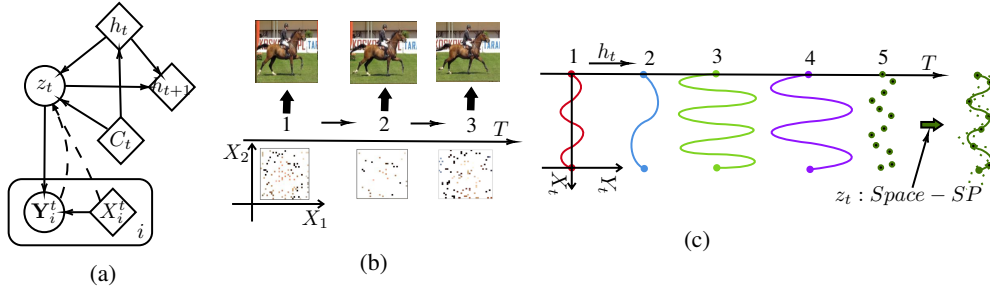 h_t
z_t
h_{t+1}
C_t
Y_i^t
X_i^t
i
(a)
1
2
3
T
X_2
X_1
(b)
1
h_t
2
3
4
5
T
X_t
Y_t
z_t : Space − SP
(c)